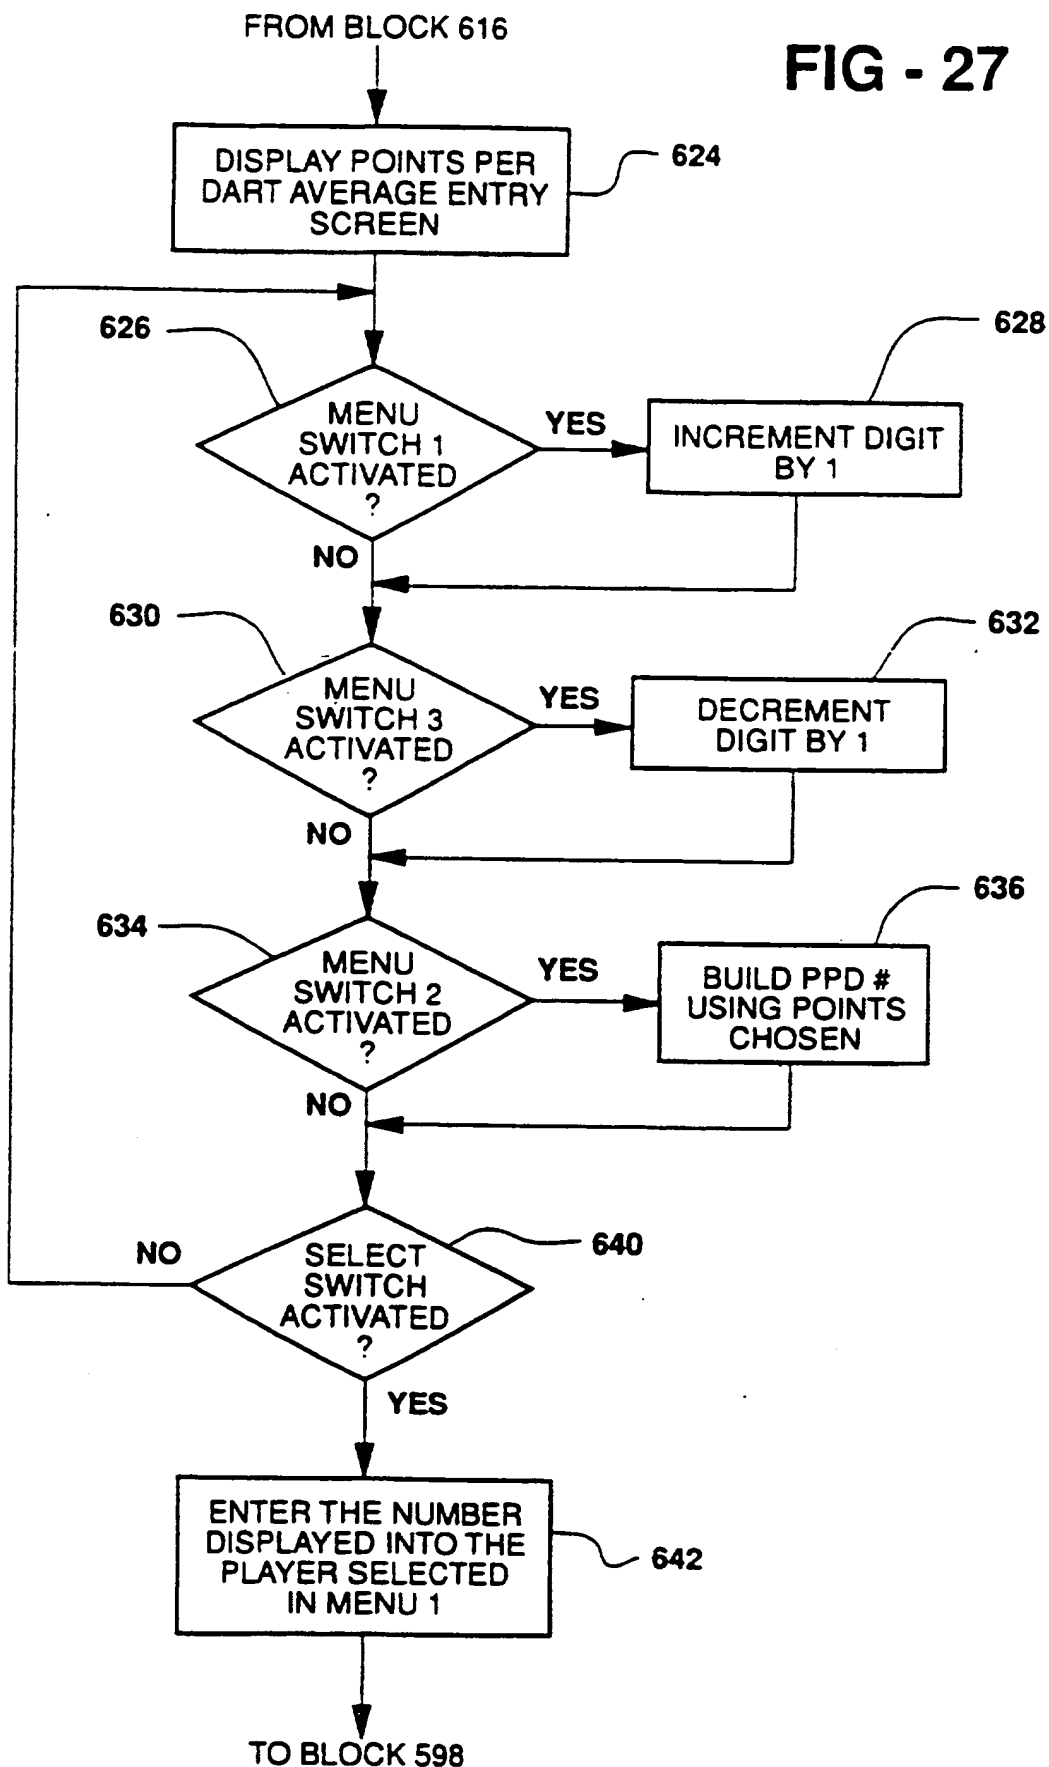 FROM BLOCK 616
FIG - 27
DISPLAY POINTS PER
DART AVERAGE ENTRY
SCREEN
624
626
MENU
SWITCH 1
ACTIVATED
?
YES
628
INCREMENT DIGIT
BY 1
NO
630
MENU
SWITCH 3
ACTIVATED
?
YES
632
DECREMENT
DIGIT BY 1
NO
634
MENU
SWITCH 2
ACTIVATED
?
YES
636
BUILD PPD #
USING POINTS
CHOSEN
NO
640
SELECT
SWITCH
ACTIVATED
?
NO
YES
ENTER THE NUMBER
DISPLAYED INTO THE
PLAYER SELECTED
IN MENU 1
642
TO BLOCK 598